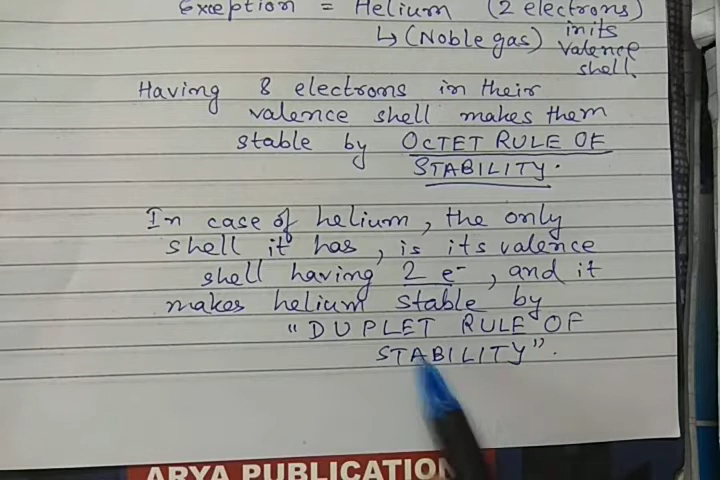 Exception = Helium (2 electrons)
↳ (Noble gas) in its
valence
shell.
Having 8 electrons in their
valence shell makes them
stable by OCTET RULE OF
STABILITY.
In case of helium, the only
shell it has, is its valence
shell having 2 e⁻, and it
makes helium stable by
"DUPLET RULE OF
STABILITY".
ARYA PUBLICATION